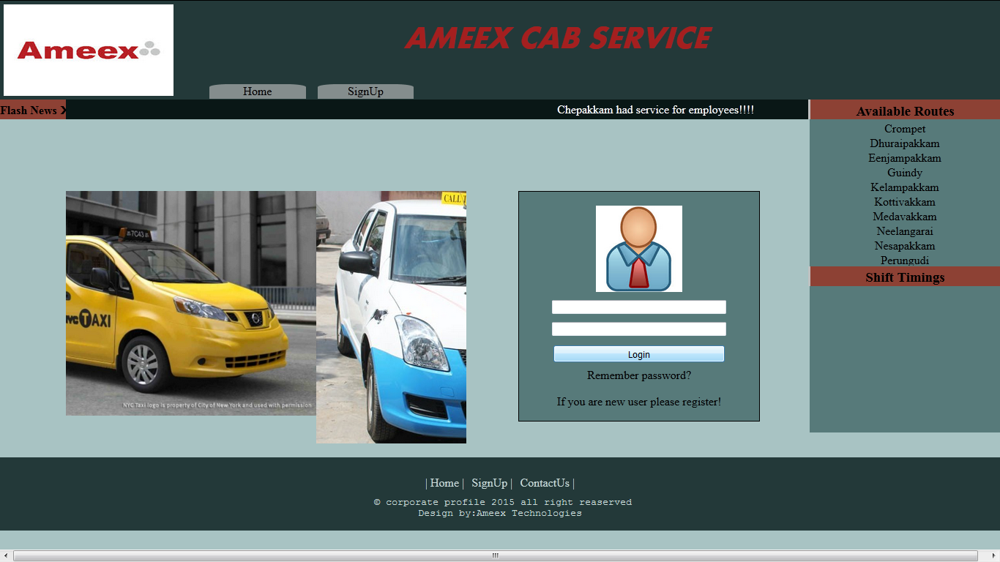 Ameex
AMEEX CAB SERVICE
Home
SignUp
Flash News
Chepakkam had service for employees!!!!
Available Routes
Crompet
Dhuraipakkam
Eenjampakkam
Guindy
Kelampakkam
Kottivakkam
Medavakkam
Neelangarai
Nesapakkam
Perungudi
Shift Timings
7C43
NYC TAXI
NYC Taxi logo is property of City of New York and used with permission
CALL T
Login
Remember password?
If you are new user please register!
| Home | SignUp | ContactUs |
© corporate profile 2015 all right reaserved
Design by:Ameex Technologies